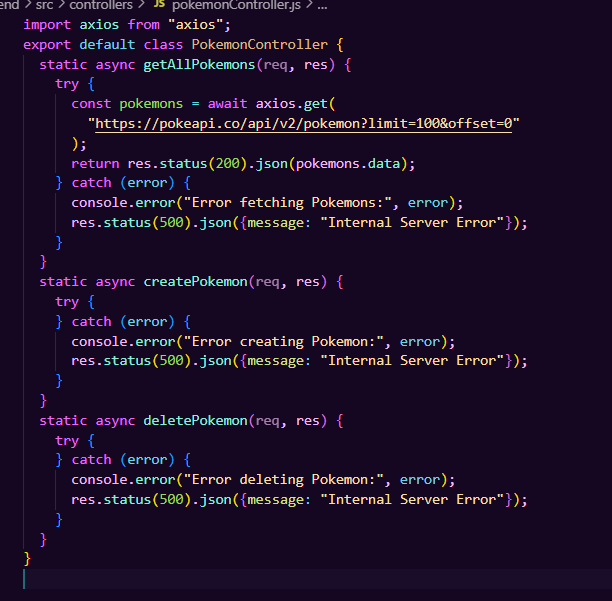 end > src > controllers > JS pokemonController.js > ...
import axios from "axios";
export default class PokemonController {
  static async getAllPokemons(req, res) {
    try {
      const pokemons = await axios.get(
        "https://pokeapi.co/api/v2/pokemon?limit=100&offset=0"
      );
      return res.status(200).json(pokemons.data);
    } catch (error) {
      console.error("Error fetching Pokemons:", error);
      res.status(500).json({message: "Internal Server Error"});
    }
  }
  static async createPokemon(req, res) {
    try {
    } catch (error) {
      console.error("Error creating Pokemon:", error);
      res.status(500).json({message: "Internal Server Error"});
    }
  }
  static async deletePokemon(req, res) {
    try {
    } catch (error) {
      console.error("Error deleting Pokemon:", error);
      res.status(500).json({message: "Internal Server Error"});
    }
  }
}